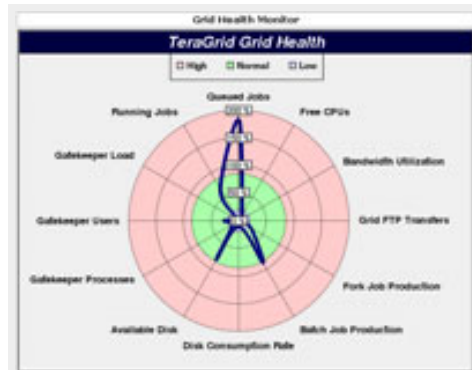 Grid Health Monitor
TeraGrid Grid Health
High Normal Low
Queued Jobs
Running Jobs
Free CPUs
Gatekeeper Load
Bandwidth Utilization
Gatekeeper Users
Grid FTP Transfers
Gatekeeper Processes
Fork Job Production
Available Disk
Batch Job Production
Disk Consumption Rate